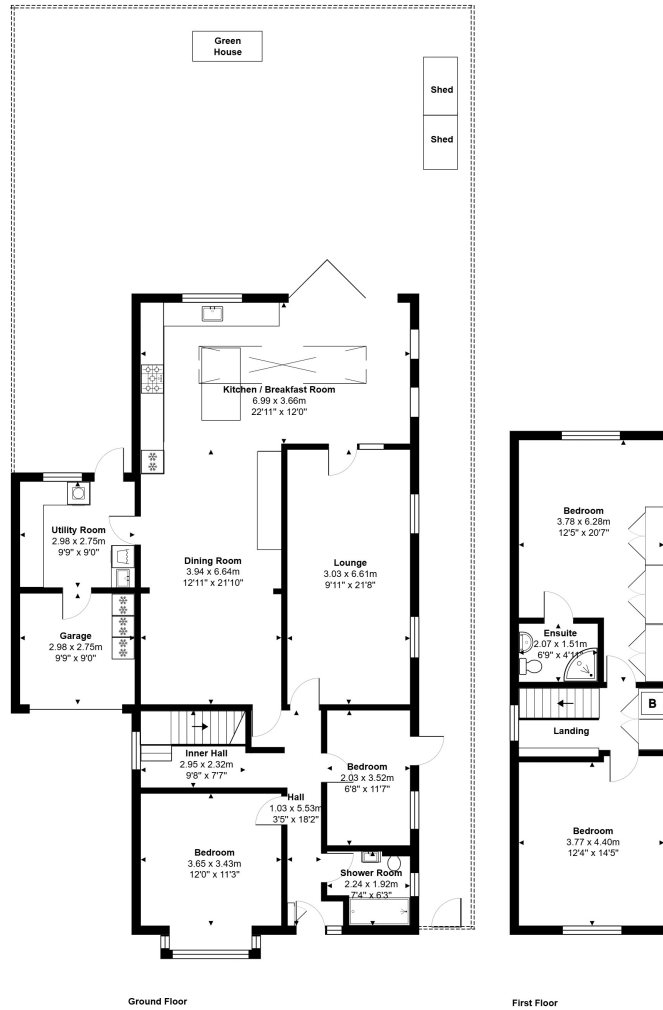 Green
House
Shed
Shed
Kitchen / Breakfast Room
6.99 x 3.66m
22'11" x 12'0"
Utility Room
2.98 x 2.75m
9'9" x 9'0"
Dining Room
3.94 x 6.64m
12'11" x 21'10"
Lounge
3.03 x 6.61m
9'11" x 21'8"
Garage
2.98 x 2.75m
9'9" x 9'0"
Inner Hall
2.95 x 2.32m
9'8" x 7'7"
Hall
1.03 x 5.53m
3'5" x 18'2"
Bedroom
2.03 x 3.52m
6'8" x 11'7"
Bedroom
3.65 x 3.43m
12'0" x 11'3"
Shower Room
2.24 x 1.92m
7'4" x 6'3"
Ground Floor
Bedroom
3.78 x 6.28m
12'5" x 20'7"
Ensuite
2.07 x 1.51m
6'9" x 4'11"
B
Landing
Bedroom
3.77 x 4.40m
12'4" x 14'5"
First Floor